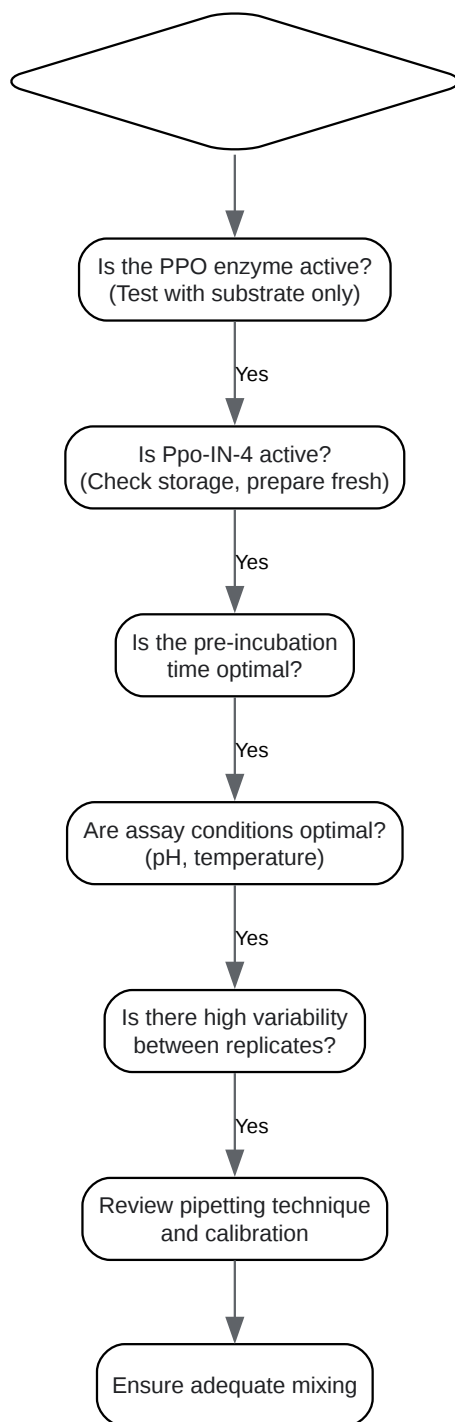 Is the PPO enzyme active?
(Test with substrate only)
Yes
Is Ppo-IN-4 active?
(Check storage, prepare fresh)
Yes
Is the pre-incubation
time optimal?
Yes
Are assay conditions optimal?
(pH, temperature)
Yes
Is there high variability
between replicates?
Yes
Review pipetting technique
and calibration
Ensure adequate mixing